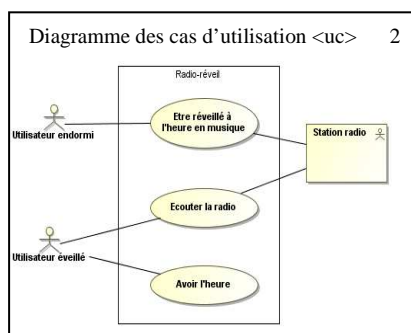 Diagramme des cas d'utilisation <uc> 2
Radio-réveil
Utilisateur endormi
Etre réveillé à
l'heure en musique
Station radio
Ecouter la radio
Utilisateur éveillé
Avoir l'heure